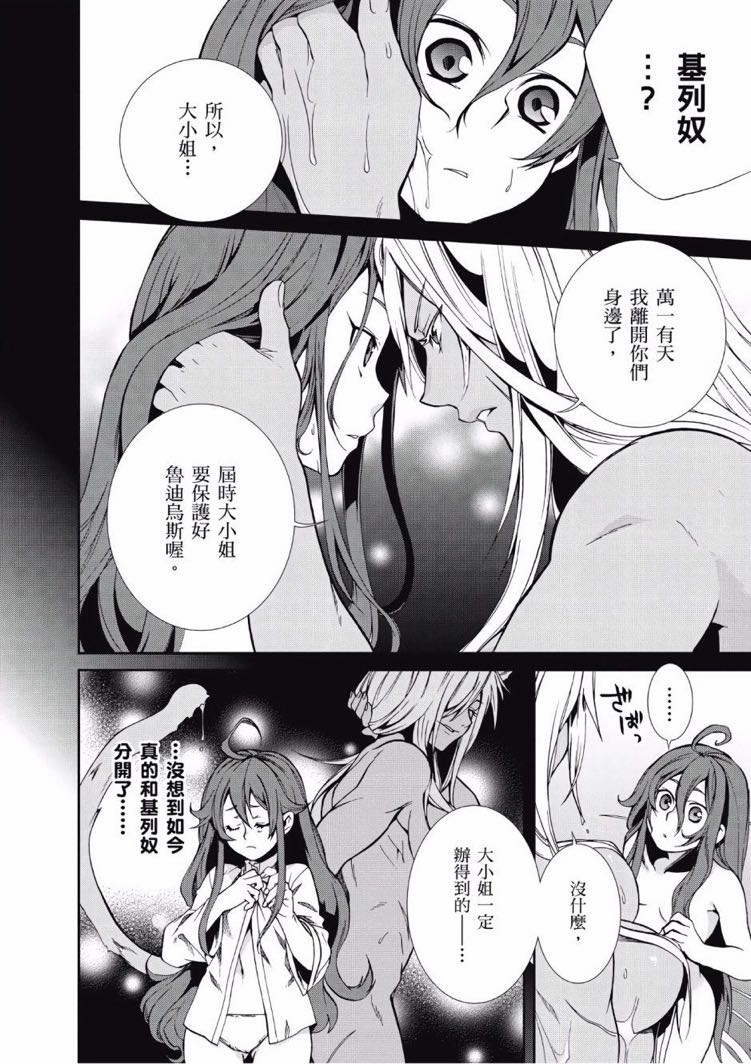 基列奴
…?
所以，
大小姐…
萬一有天
我離開你們
身邊了，
屆時大小姐
要保護好
魯迪烏斯喔。
……
ざばっ
沒什麼，
大小姐一定
辦得到的——…
…沒想到如今
真的和基列奴
分開了……